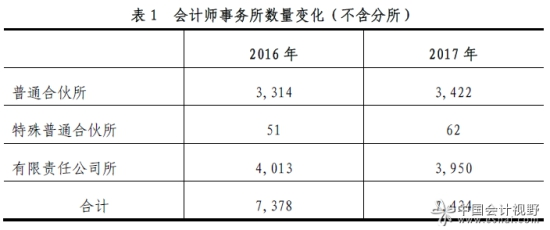 表 1 会计师事务所数量变化（不含分所）
2016 年 2017 年
普通合伙所 3,314 3,422
特殊普通合伙所 51 62
有限责任公司所 4,013 3,950
合计 7,378 7,434
中国会计视野